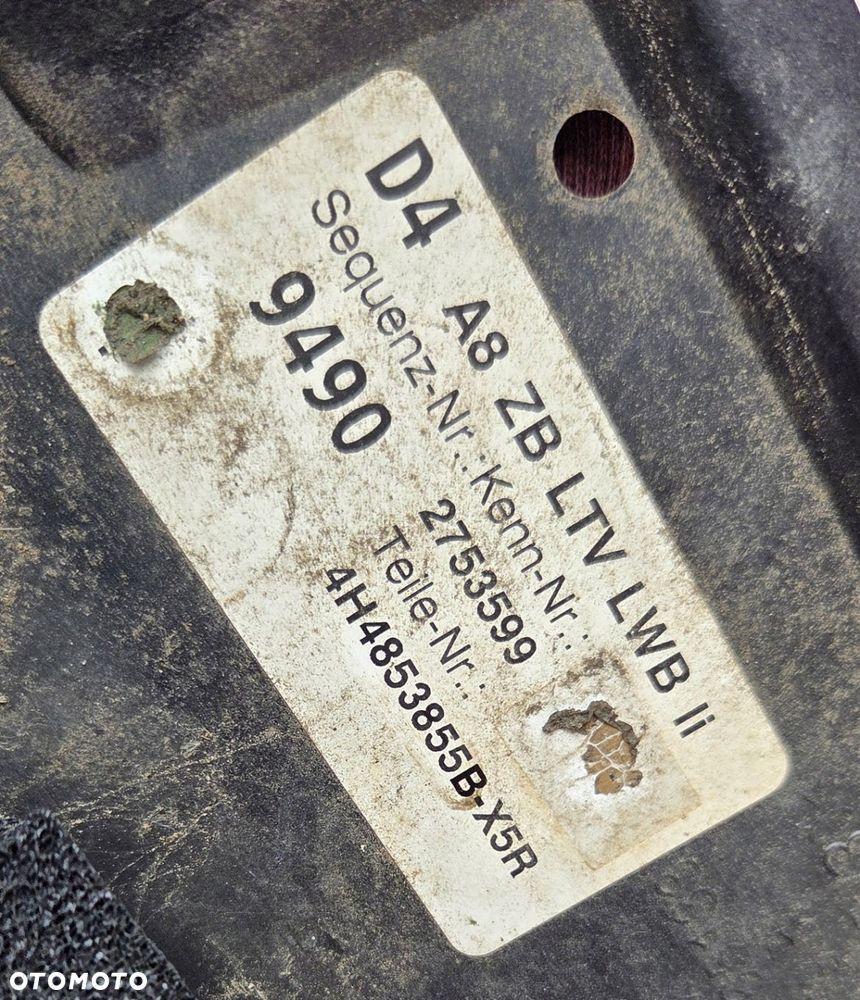 D4 A8 ZB LTV LWB li
Sequenz-Nr.: Kenn-Nr.:
9490 2753599
Teile-Nr.:
4H4853855B-X5R
OTOMOTO